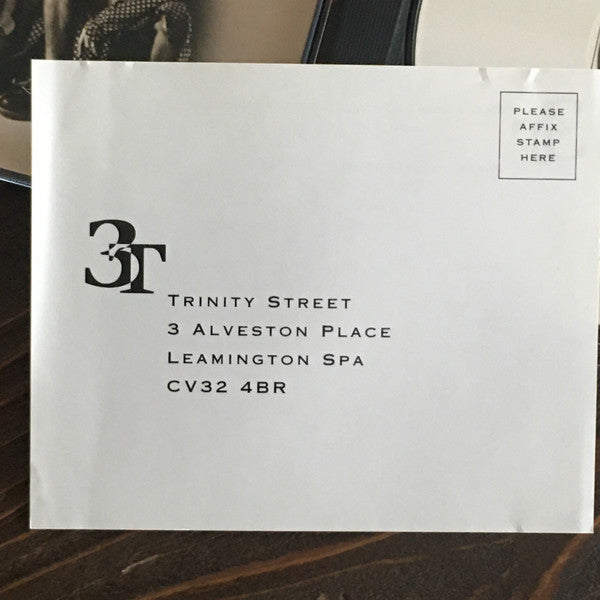 PLEASE
AFFIX
STAMP
HERE
3T
TRINITY STREET
3 ALVESTON PLACE
LEAMINGTON SPA
CV32 4BR